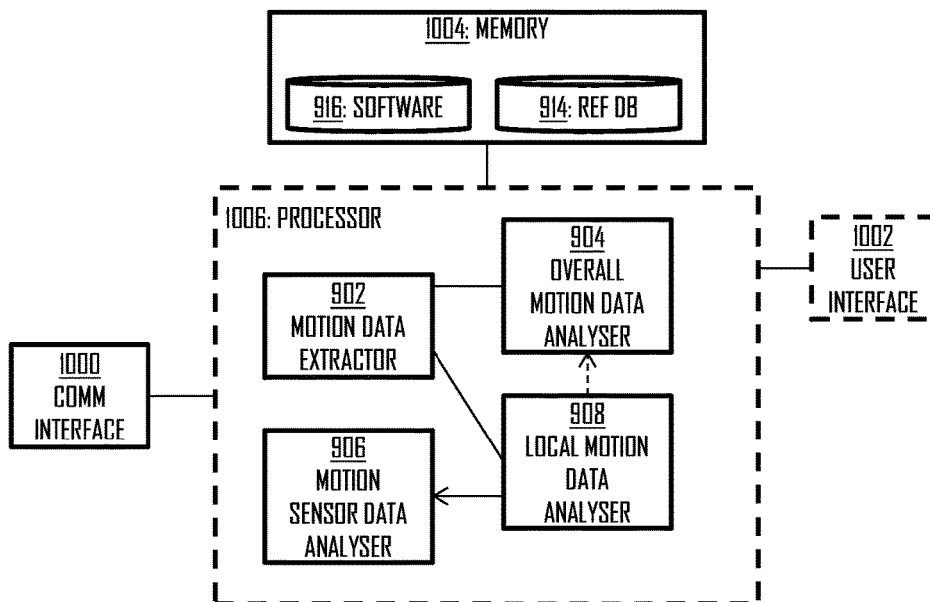 1004: MEMORY
916: SOFTWARE
914: REF DB
1006: PROCESSOR
904
OVERALL
MOTION DATA
ANALYSER
1002
USER
INTERFACE
902
MOTION DATA
EXTRACTOR
1000
COMM
INTERFACE
908
LOCAL MOTION
DATA
ANALYSER
906
MOTION
SENSOR DATA
ANALYSER